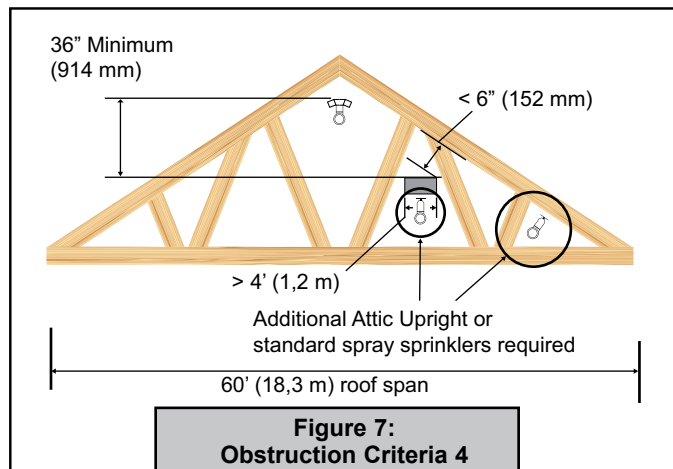 36” Minimum
(914 mm)
< 6” (152 mm)
> 4’ (1,2 m)
Additional Attic Upright or
standard spray sprinklers required
60’ (18,3 m) roof span
Figure 7:
Obstruction Criteria 4